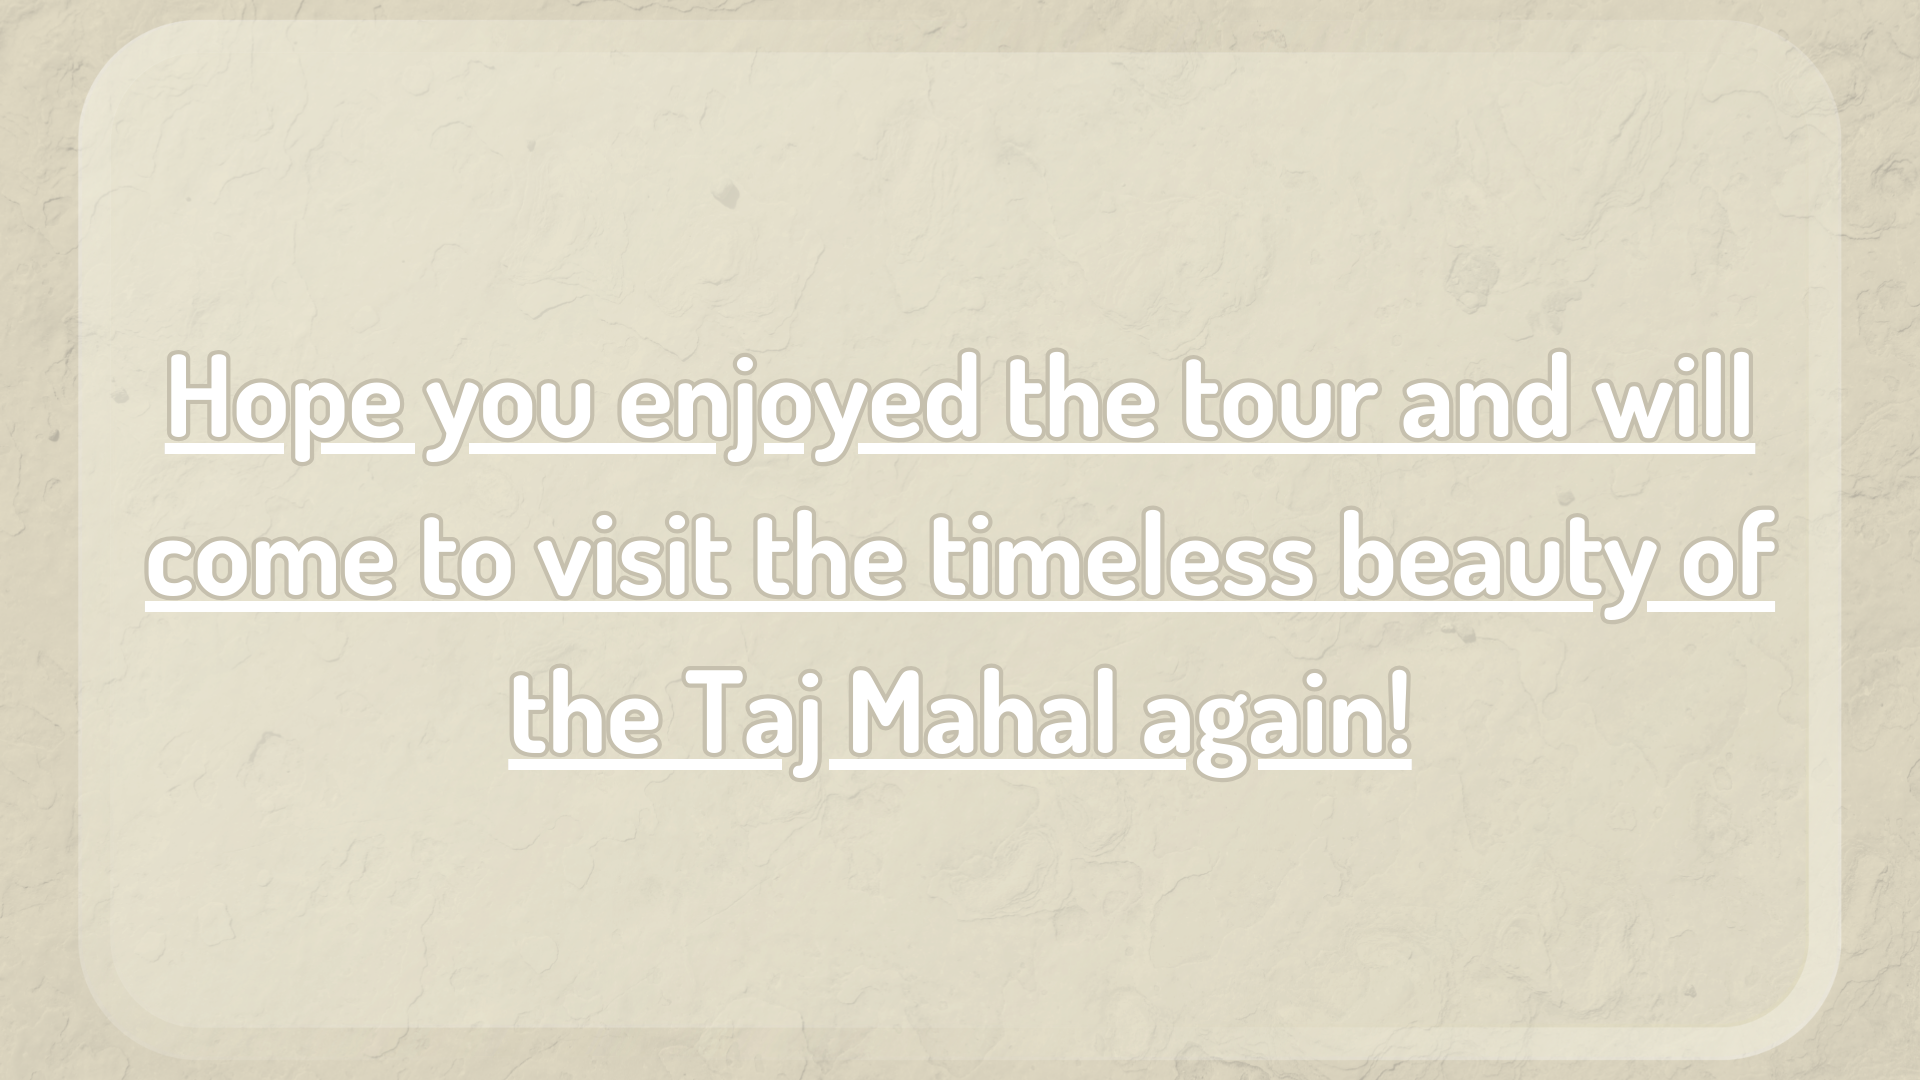 Hope you enjoyed the tour and will
come to visit the timeless beauty of
the Taj Mahal again!